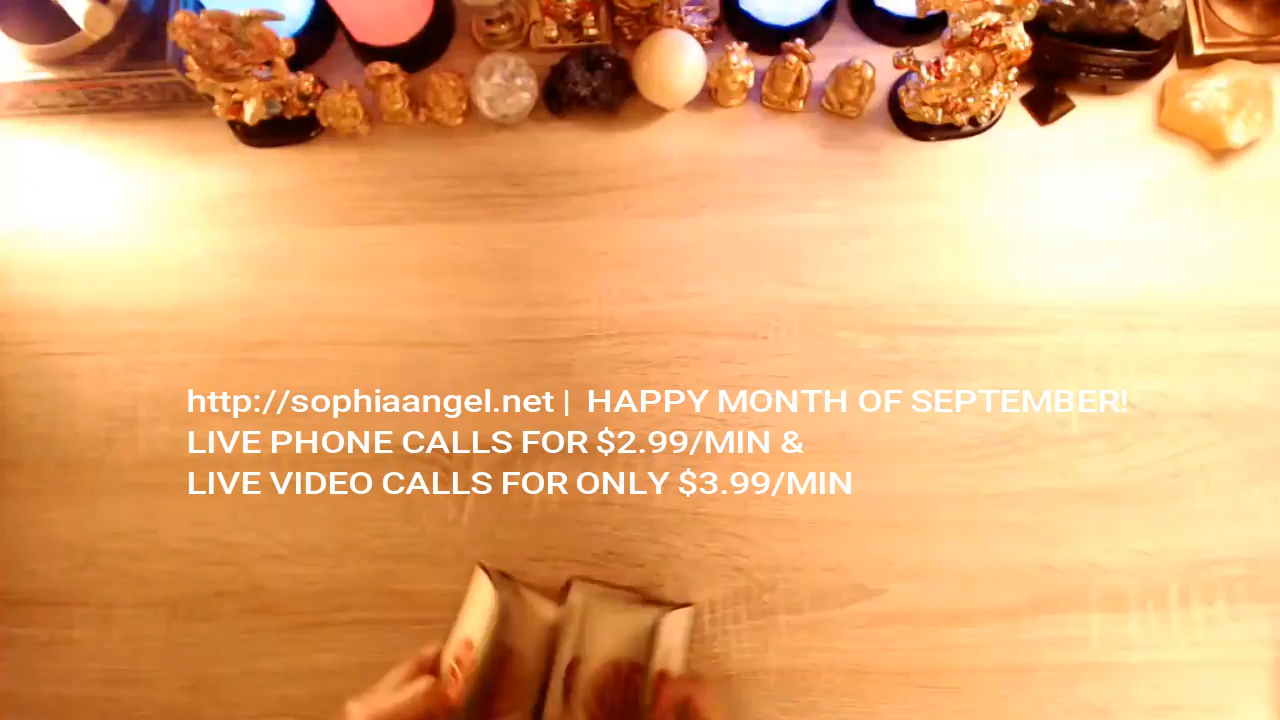 http://sophiaangel.net | HAPPY MONTH OF SEPTEMBER!
LIVE PHONE CALLS FOR $2.99/MIN &
LIVE VIDEO CALLS FOR ONLY $3.99/MIN